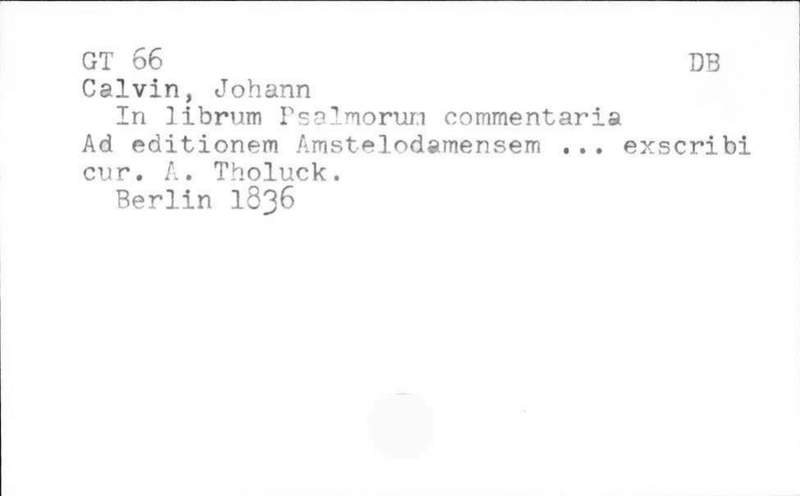 GT 66 DB
Calvin, Johann
In librum Psalmorum commentaria
Ad editionem Amstelodamensem ... exscribi
cur. A. Tholuck.
Berlin 1836